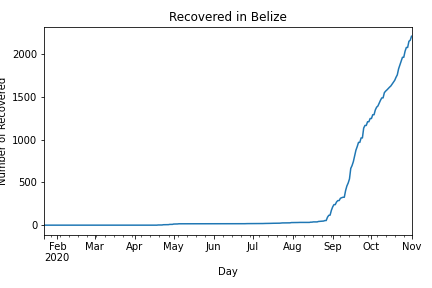 Recovered in Belize
Number of Recovered
2000
1500
1000
500
0
Feb Mar Apr May Jun Jul Aug Sep Oct Nov
2020
Day